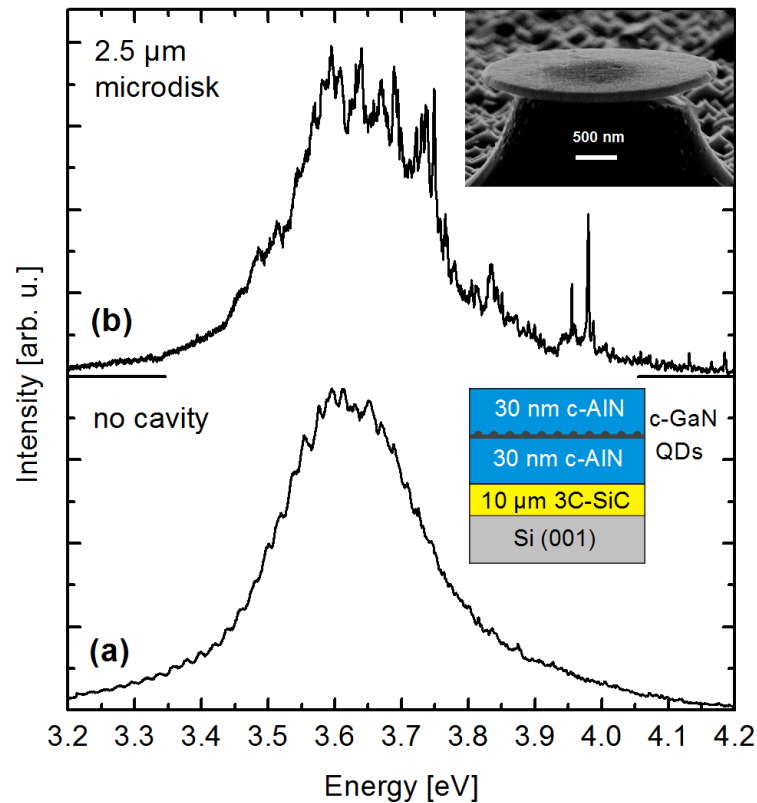 2.5 µm
microdisk
500 nm
(b)
Intensity [arb. u.]
no cavity
30 nm c-AlN
c-GaN
QDs
30 nm c-AlN
10 µm 3C-SiC
Si (001)
(a)
3.2 3.3 3.4 3.5 3.6 3.7 3.8 3.9 4.0 4.1 4.2
Energy [eV]